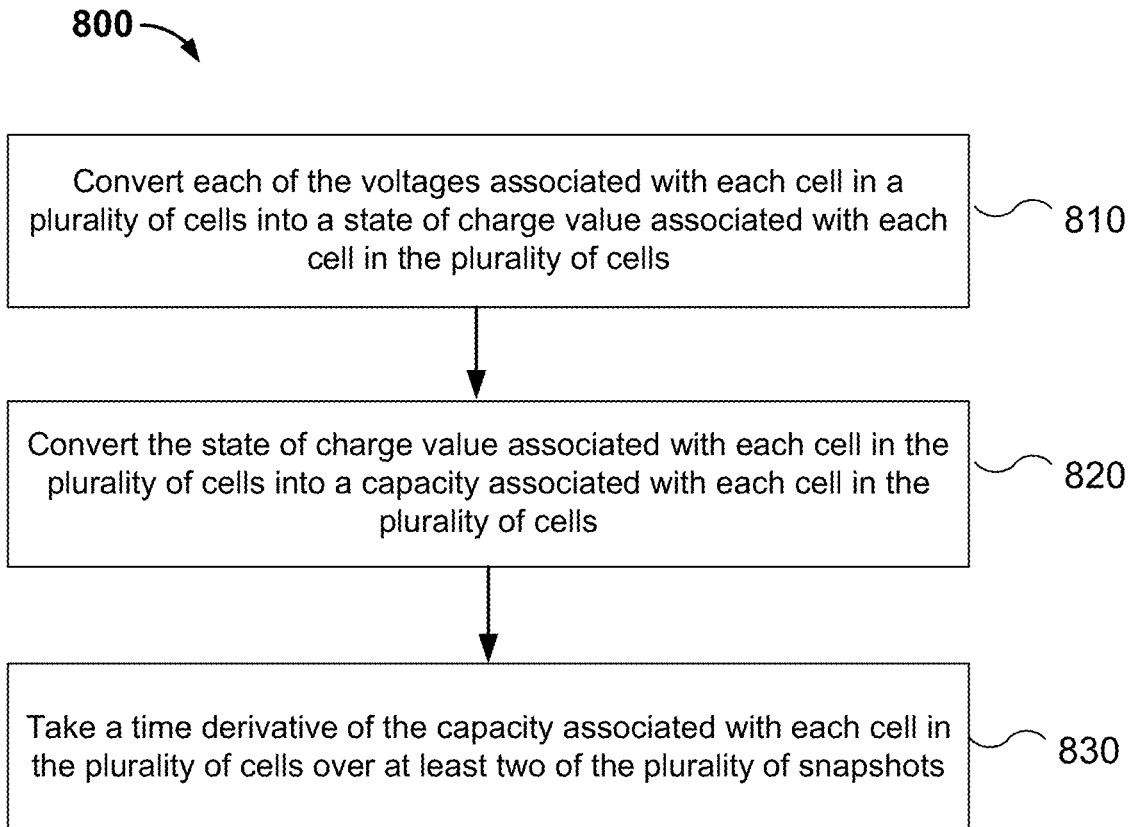 800
Convert each of the voltages associated with each cell in a
plurality of cells into a state of charge value associated with each
cell in the plurality of cells
810
Convert the state of charge value associated with each cell in the
plurality of cells into a capacity associated with each cell in the
plurality of cells
820
Take a time derivative of the capacity associated with each cell in
the plurality of cells over at least two of the plurality of snapshots
830